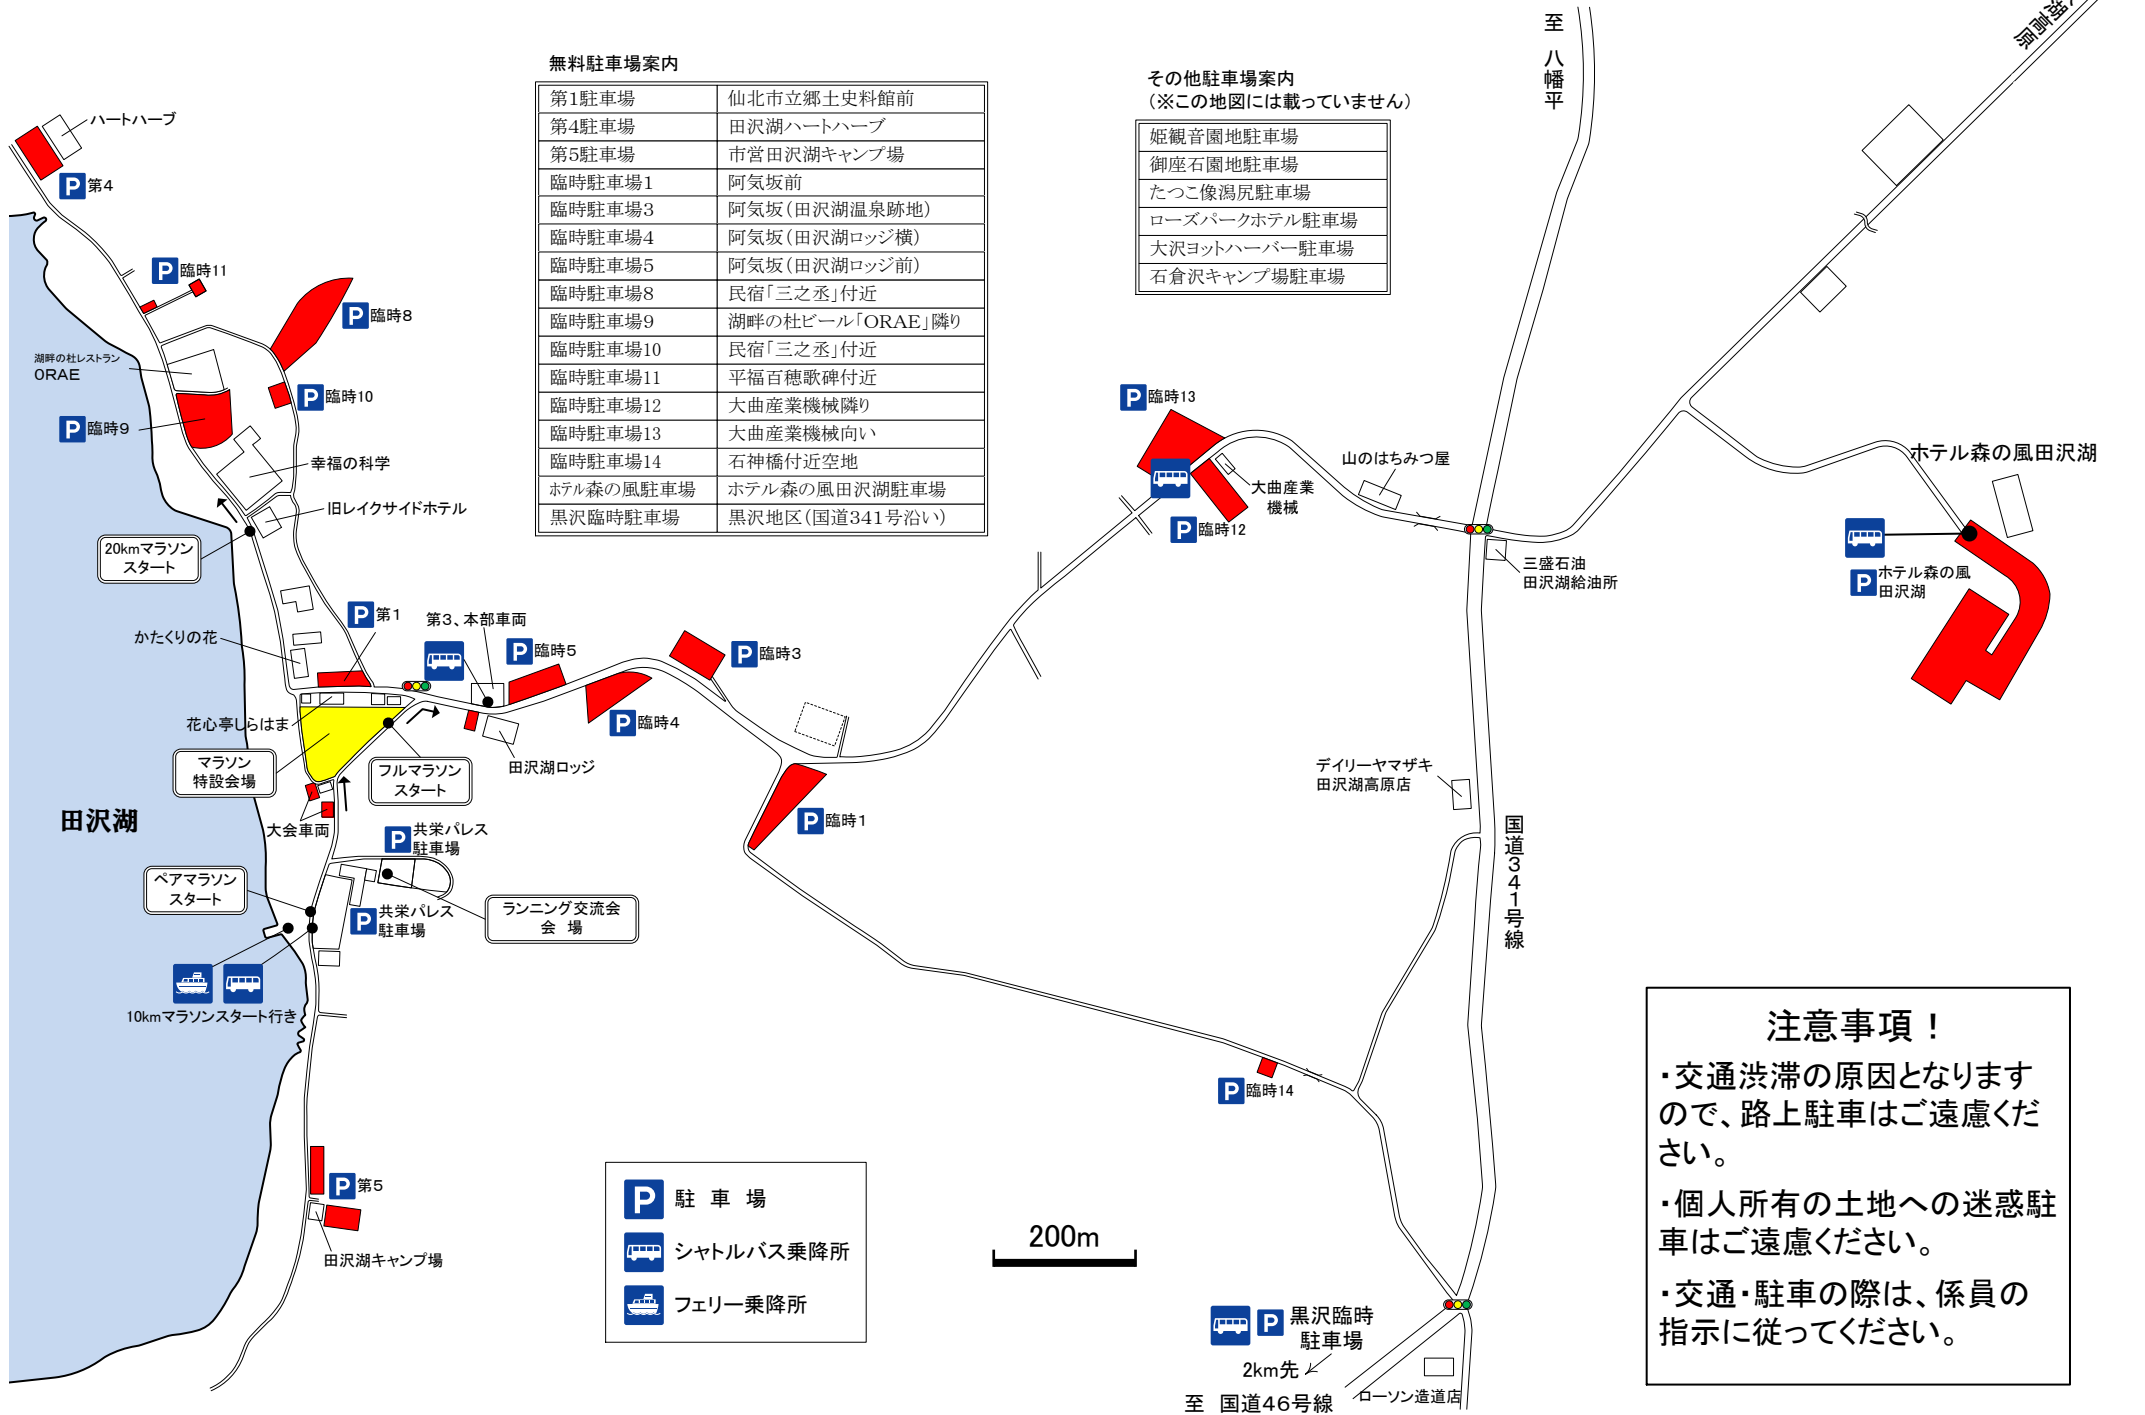 無料駐車場案内
第1駐車場 仙北市立郷土史料館前
第4駐車場 田沢湖ハートハーブ
第5駐車場 市営田沢湖キャンプ場
臨時駐車場1 阿気坂前
臨時駐車場3 阿気坂(田沢湖温泉跡地)
臨時駐車場4 阿気坂(田沢湖ロッジ横)
臨時駐車場5 阿気坂(田沢湖ロッジ前)
臨時駐車場8 民宿「三之丞」付近
臨時駐車場9 湖畔の杜ビール「ORAE」隣り
臨時駐車場10 民宿「三之丞」付近
臨時駐車場11 平福百穂歌碑付近
臨時駐車場12 大曲産業機械隣り
臨時駐車場13 大曲産業機械向い
臨時駐車場14 石神橋付近空地
ホテル森の風駐車場 ホテル森の風田沢湖駐車場
黒沢臨時駐車場 黒沢地区(国道341号沿い)
その他駐車場案内
(※この地図には載っていません)
姫観音園地駐車場
御座石園地駐車場
たつこ像潟尻駐車場
ローズパークホテル駐車場
大沢ヨットハーバー駐車場
石倉沢キャンプ場駐車場
至 八幡平
湖高原
ハートハーブ
P 第4
P 臨時11
P 臨時8
湖畔の杜レストラン
ORAE
P 臨時10
P 臨時9
幸福の科学
旧レイクサイドホテル
20kmマラソン
スタート
P 第1
かたくりの花
第3、本部車両
P 臨時5
P 臨時3
P 臨時4
花心亭しらはま
マラソン
特設会場
フルマラソン
スタート
田沢湖ロッジ
大会車両
田沢湖
P 共栄パレス
駐車場
P 臨時1
ペアマラソン
スタート
P 共栄パレス
駐車場
ランニング交流会
会 場
10kmマラソンスタート行き
P 第5
田沢湖キャンプ場
P 臨時13
P 臨時12
大曲産業
機械
山のはちみつ屋
三盛石油
田沢湖給油所
ホテル森の風田沢湖
P ホテル森の風
田沢湖
デイリーヤマザキ
田沢湖高原店
国道341号線
P 臨時14
P 黒沢臨時
駐車場
2km先
至 国道46号線
ローソン造道店
P 駐 車 場
シャトルバス乗降所
フェリー乗降所
200m
注意事項!
・交通渋滞の原因となります
ので、路上駐車はご遠慮くだ
さい。
・個人所有の土地への迷惑駐
車はご遠慮ください。
・交通・駐車の際は、係員の
指示に従ってください。